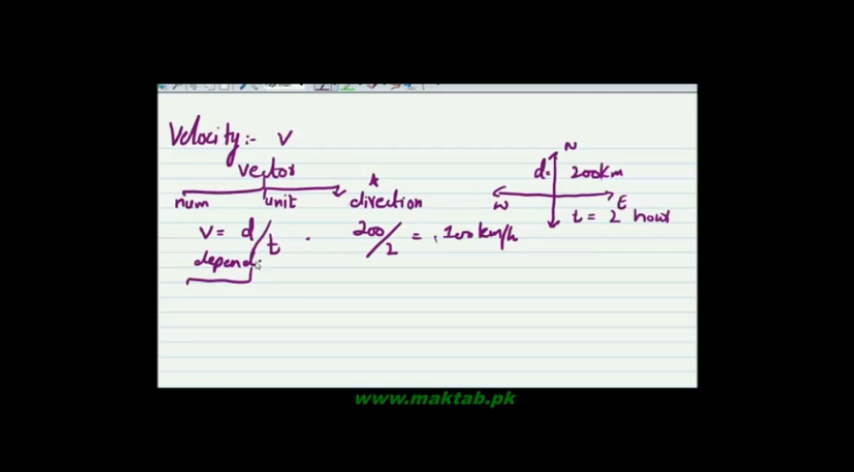 Velocity:- v
vector
num unit direction
v = d/t . 200/2 = 100 km/h
depend:
N
d. 200km
W E
t = 2 hour
www.maktab.pk